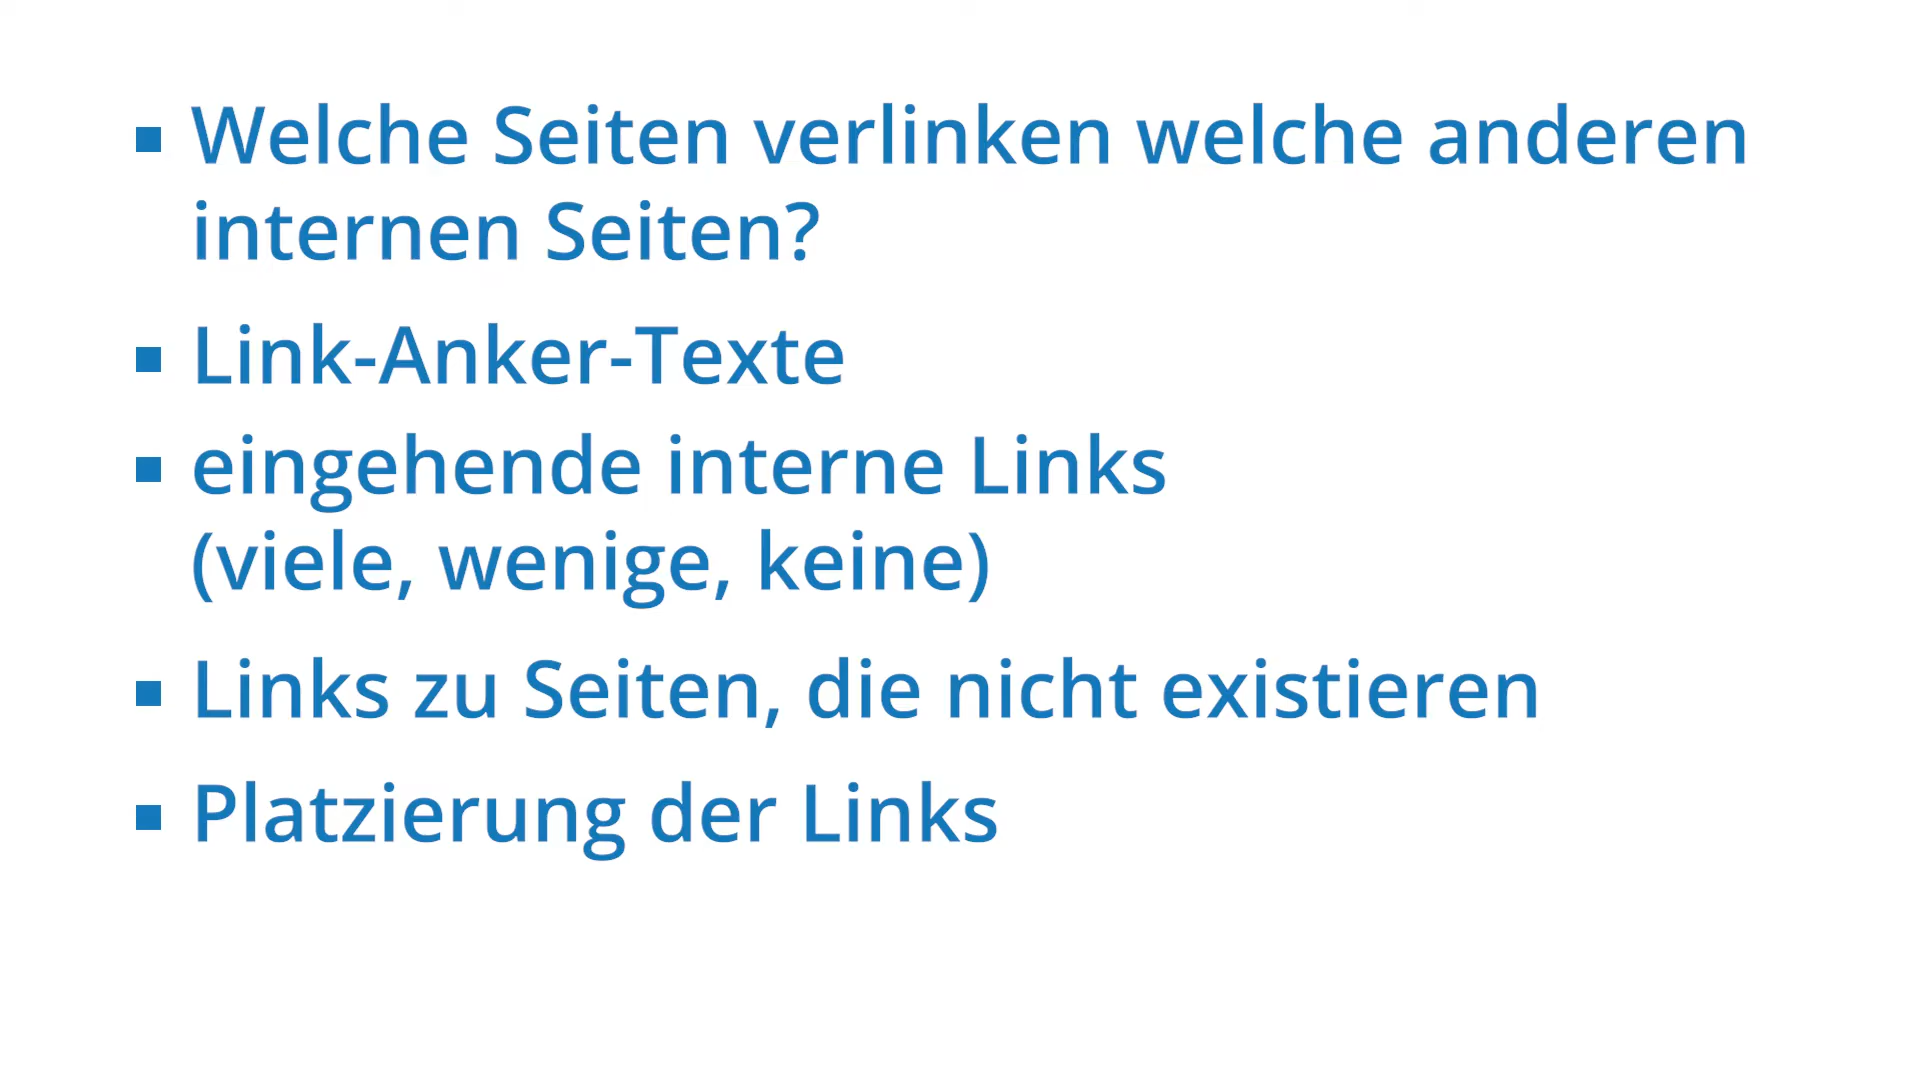 ▪ Welche Seiten verlinken welche anderen
internen Seiten?
▪ Link-Anker-Texte
▪ eingehende interne Links
(viele, wenige, keine)
▪ Links zu Seiten, die nicht existieren
▪ Platzierung der Links